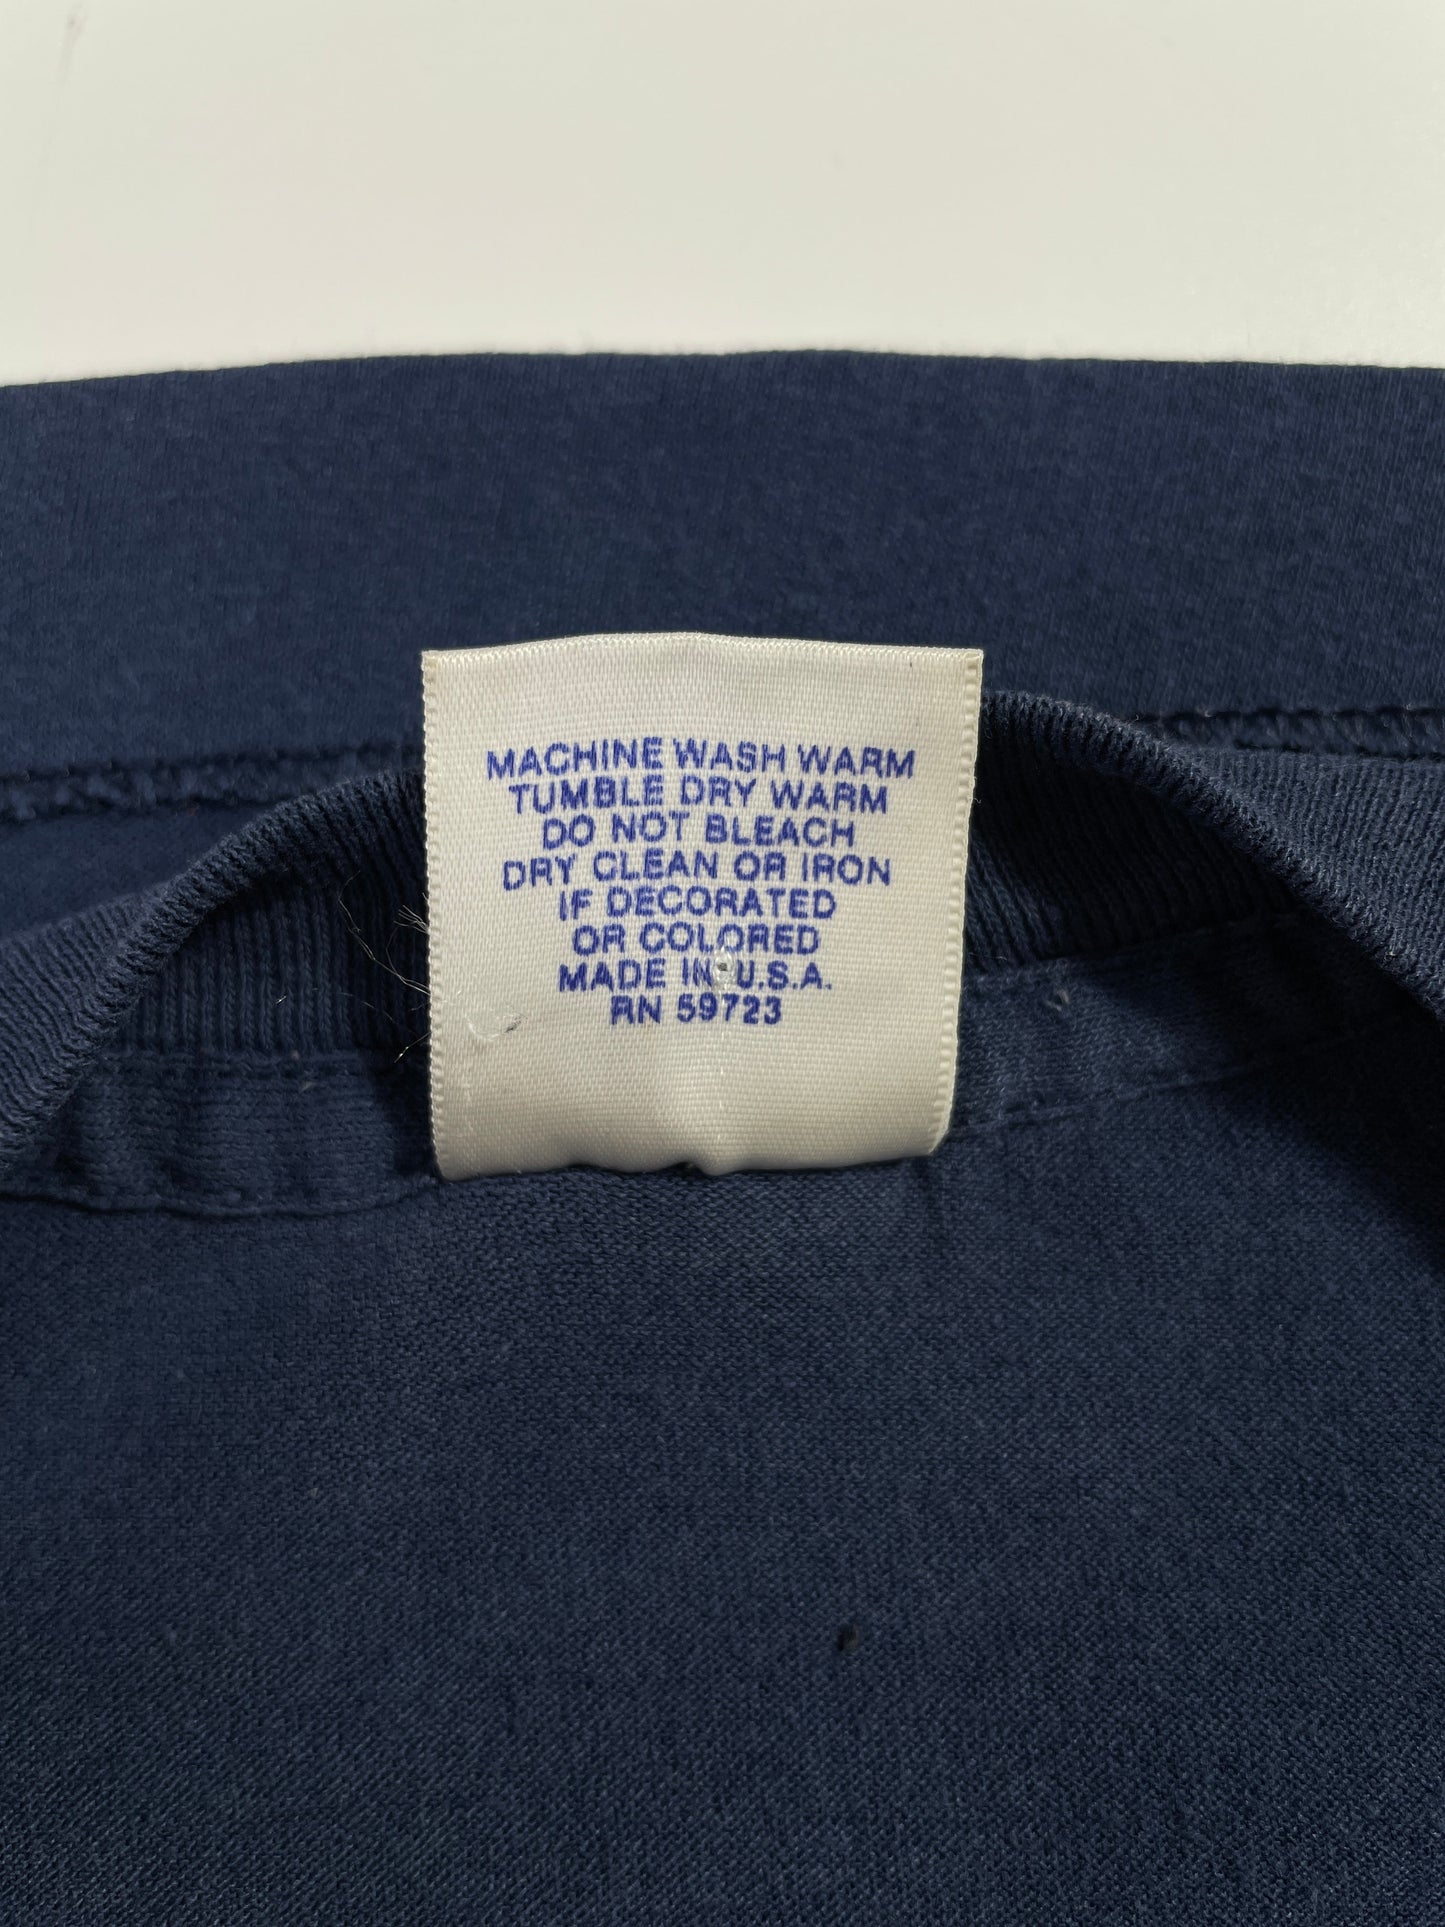 MACHINE WASH WARM
TUMBLE DRY WARM
DO NOT BLEACH
DRY CLEAN OR IRON
IF DECORATED
OR COLORED
MADE IN U.S.A.
RN 59723